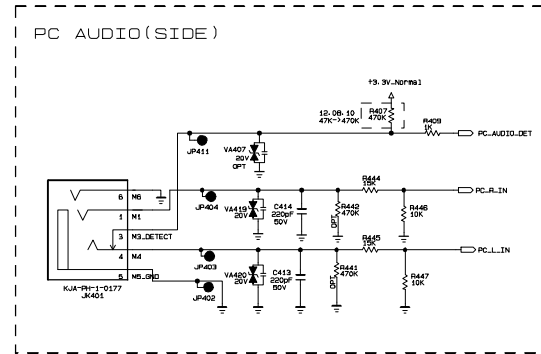 PC AUDIO(SIDE)
+3.3V_Normal
12.08.10
47K->470K
R407
470K
R409
1K
PC_AUDIO_DET
JP411
VA407
20V
OPT
R444
15K
PC_R_IN
JP404
VA419
20V
C414
220pF
50V
R442
470K
OPT
R446
10K
6 M6
1 M1
3 M3_DETECT
4 M4
5 M5_GND
KJA-PH-1-0177
JK401
R445
15K
PC_L_IN
JP403
VA420
20V
C413
220pF
50V
R441
470K
OPT
R447
10K
JP402